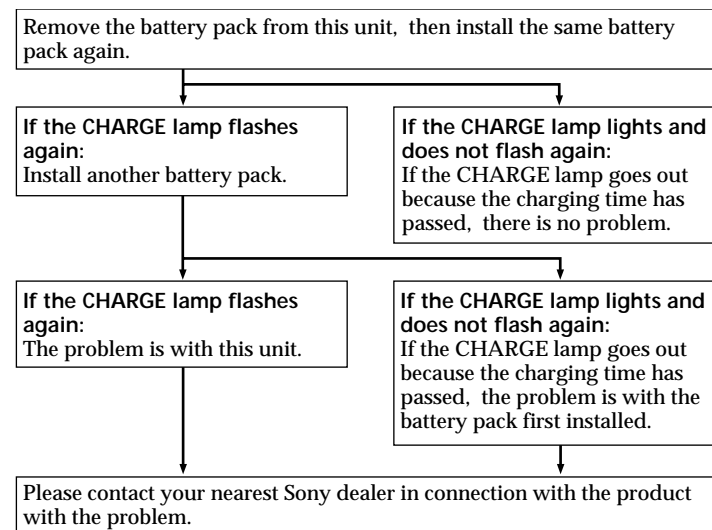 Remove the battery pack from this unit, then install the same battery
pack again.
If the CHARGE lamp flashes
again:
Install another battery pack.
If the CHARGE lamp lights and
does not flash again:
If the CHARGE lamp goes out
because the charging time has
passed, there is no problem.
If the CHARGE lamp flashes
again:
The problem is with this unit.
If the CHARGE lamp lights and
does not flash again:
If the CHARGE lamp goes out
because the charging time has
passed, the problem is with the
battery pack first installed.
Please contact your nearest Sony dealer in connection with the product
with the problem.